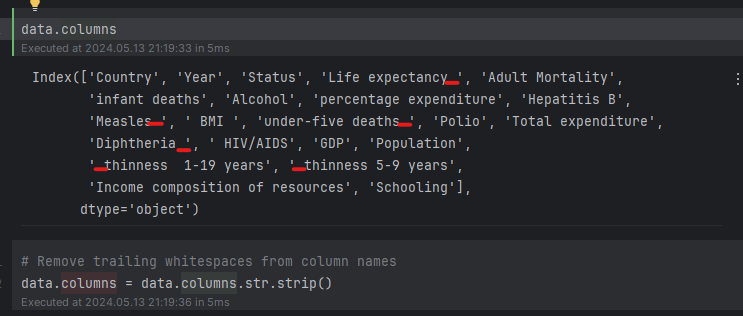 data.columns
Executed at 2024.05.13 21:19:33 in 5ms
Index(['Country', 'Year', 'Status', 'Life expectancy ', 'Adult Mortality',
'infant deaths', 'Alcohol', 'percentage expenditure', 'Hepatitis B',
'Measles ', ' BMI ', 'under-five deaths ', 'Polio', 'Total expenditure',
'Diphtheria ', ' HIV/AIDS', 'GDP', 'Population',
' thinness  1-19 years', ' thinness 5-9 years',
'Income composition of resources', 'Schooling'],
dtype='object')
# Remove trailing whitespaces from column names
data.columns = data.columns.str.strip()
Executed at 2024.05.13 21:19:36 in 5ms